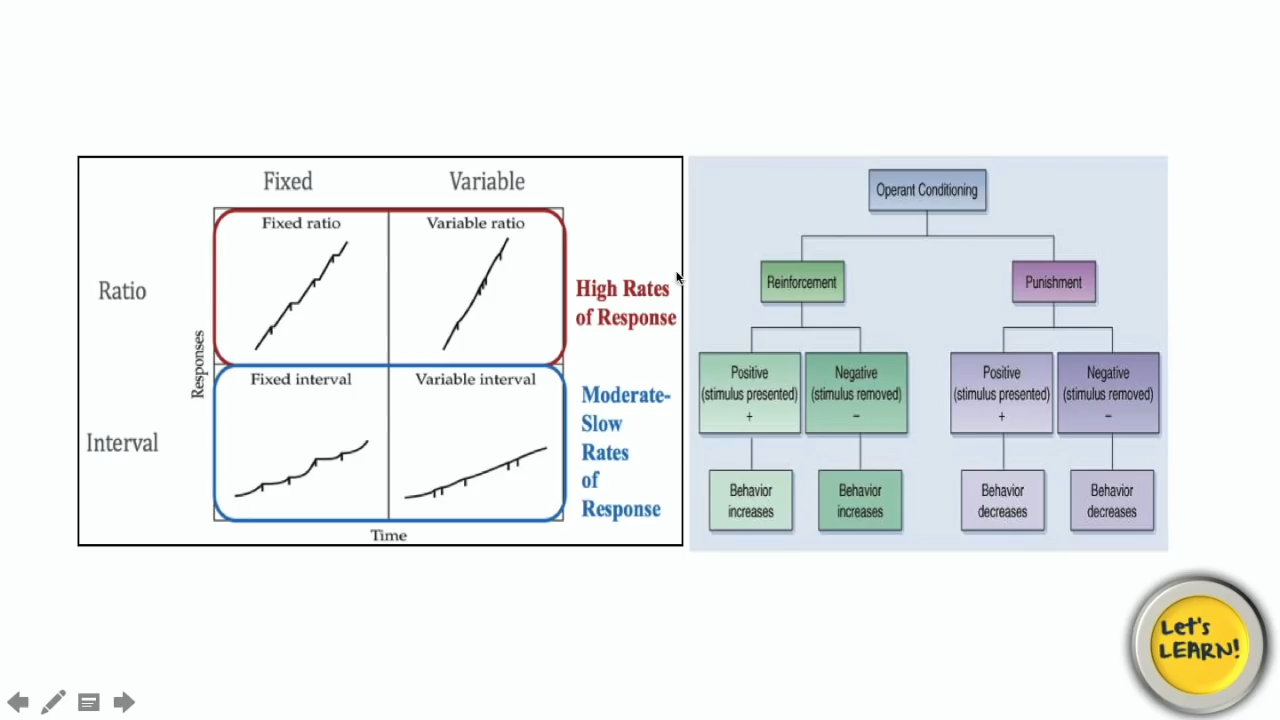 Fixed
Variable
Ratio
Interval
Responses
Fixed ratio
Variable ratio
High Rates
of Response
Fixed interval
Variable interval
Moderate-
Slow
Rates
of
Response
Time
Operant Conditioning
Reinforcement
Punishment
Positive
(stimulus presented)
+
Negative
(stimulus removed)
–
Positive
(stimulus presented)
+
Negative
(stimulus removed)
–
Behavior
increases
Behavior
increases
Behavior
decreases
Behavior
decreases
Let's
LEARN!